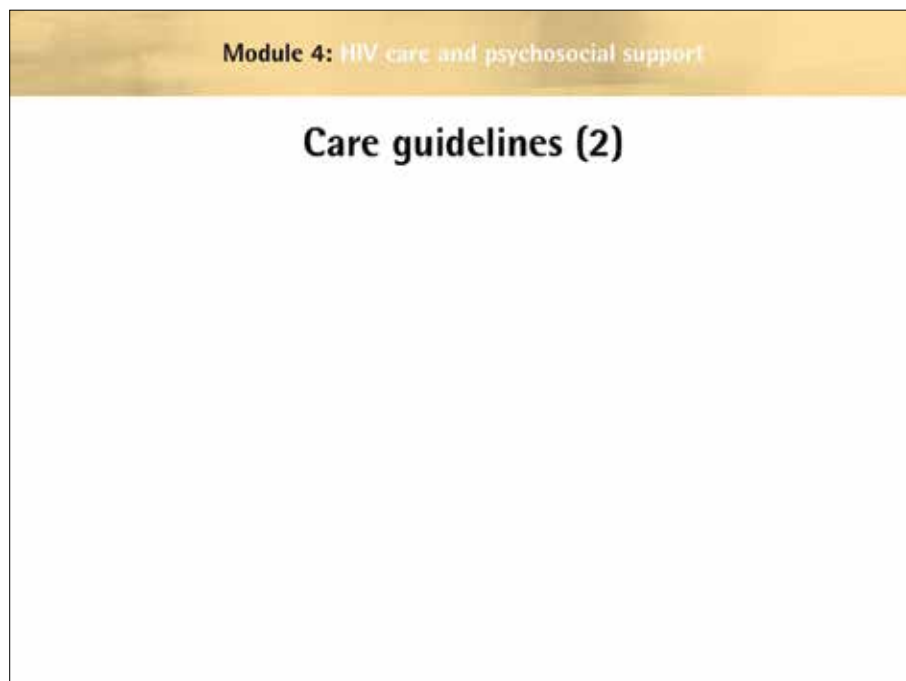 Module 4: HIV care and psychosocial support
Care guidelines (2)